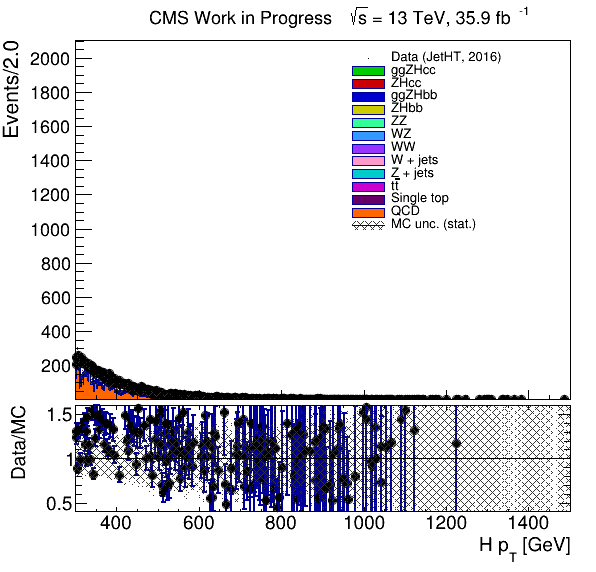 CMS Work in Progress √s = 13 TeV, 35.9 fb⁻¹
Events/2.0
2000
1800
1600
1400
1200
1000
800
600
400
200
Data (JetHT, 2016)
ggZHcc
ZHcc
ggZHbb
ZHbb
ZZ
WZ
WW
W + jets
Z + jets
tt̅
Single top
QCD
MC unc. (stat.)
Data/MC
1.5
1
0.5
400 600 800 1000 1200 1400
H p_T [GeV]